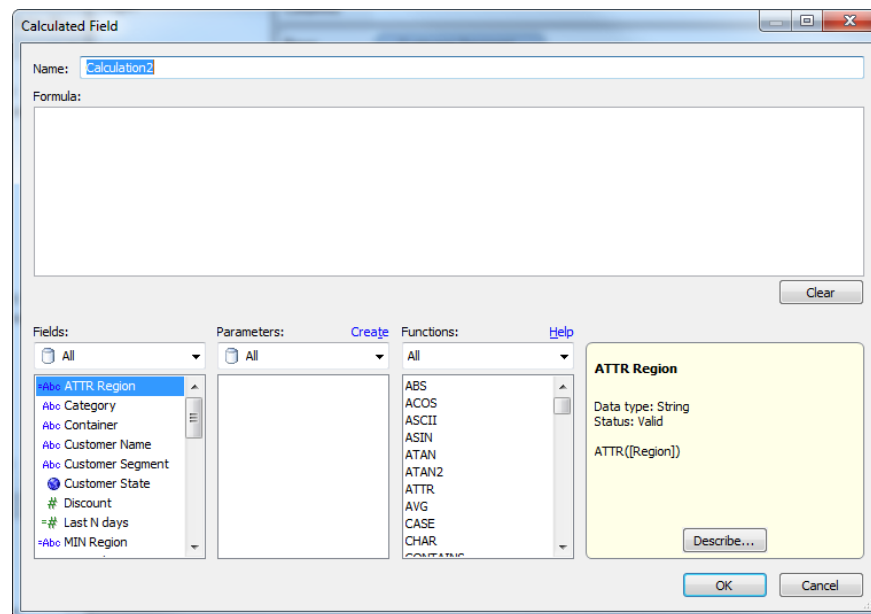 Calculated Field
Name: Calculation2
Formula:
Clear
Fields:
Parameters: Create
Functions: Help
All
All
All
=Abc ATTR Region
Abc Category
Abc Container
Abc Customer Name
Abc Customer Segment
Customer State
# Discount
=# Last N days
=Abc MIN Region
ABS
ACOS
ASCII
ASIN
ATAN
ATAN2
ATTR
AVG
CASE
CHAR
CONTAINS
ATTR Region
Data type: String
Status: Valid
ATTR([Region])
Describe...
OK
Cancel